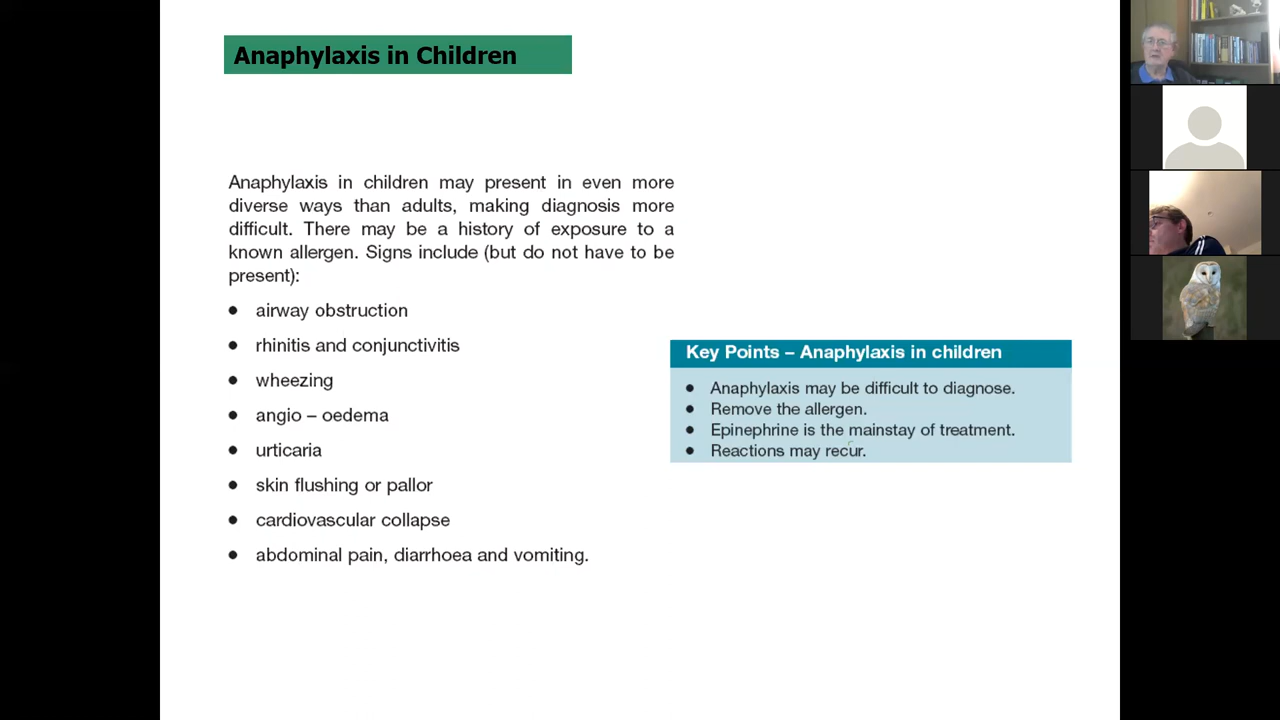 Anaphylaxis in Children
Anaphylaxis in children may present in even more
diverse ways than adults, making diagnosis more
difficult. There may be a history of exposure to a
known allergen. Signs include (but do not have to be
present):
● airway obstruction
● rhinitis and conjunctivitis
● wheezing
● angio – oedema
● urticaria
● skin flushing or pallor
● cardiovascular collapse
● abdominal pain, diarrhoea and vomiting.
Key Points – Anaphylaxis in children
● Anaphylaxis may be difficult to diagnose.
● Remove the allergen.
● Epinephrine is the mainstay of treatment.
● Reactions may recur.